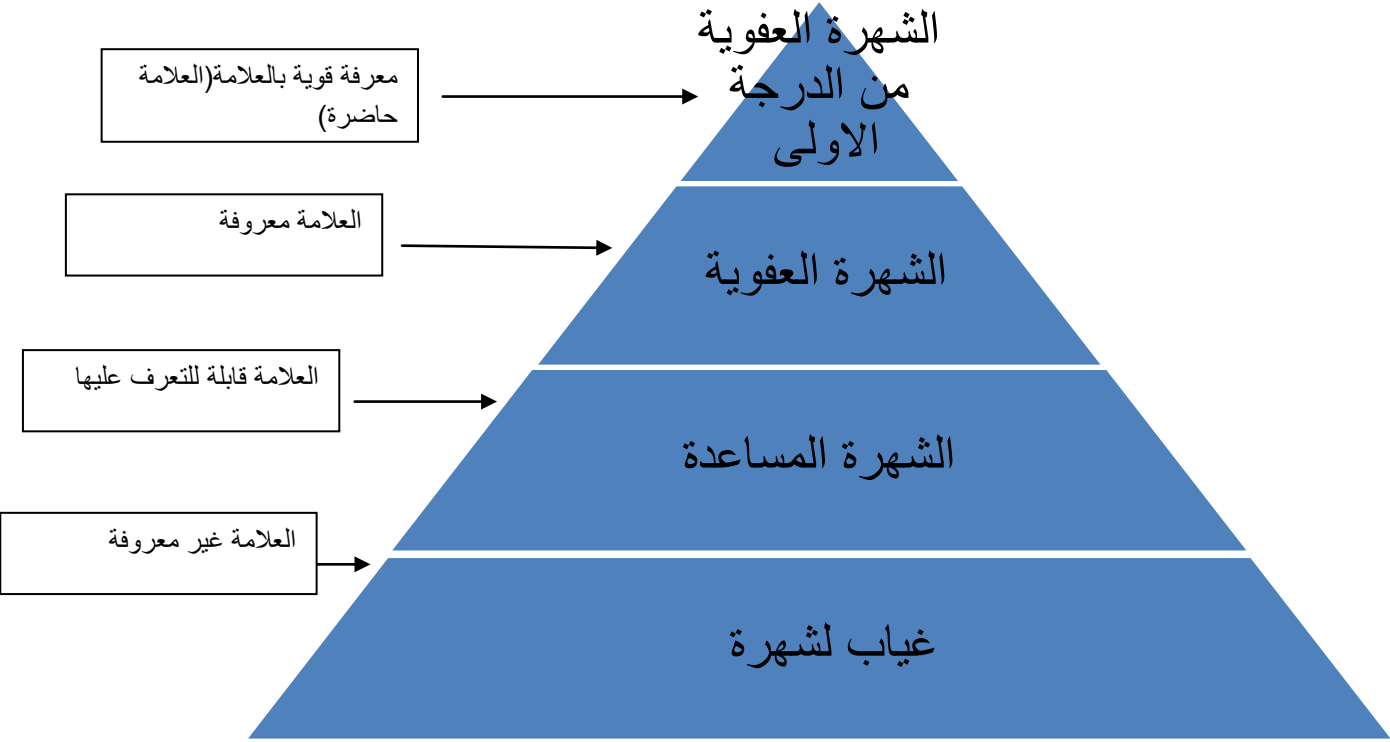 الشهرة العفوية
من الدرجة
الاولى
معرفة قوية بالعلامة(العلامة
حاضرة)
الشهرة العفوية
العلامة معروفة
الشهرة المساعدة
العلامة قابلة للتعرف عليها
غياب لشهرة
العلامة غير معروفة